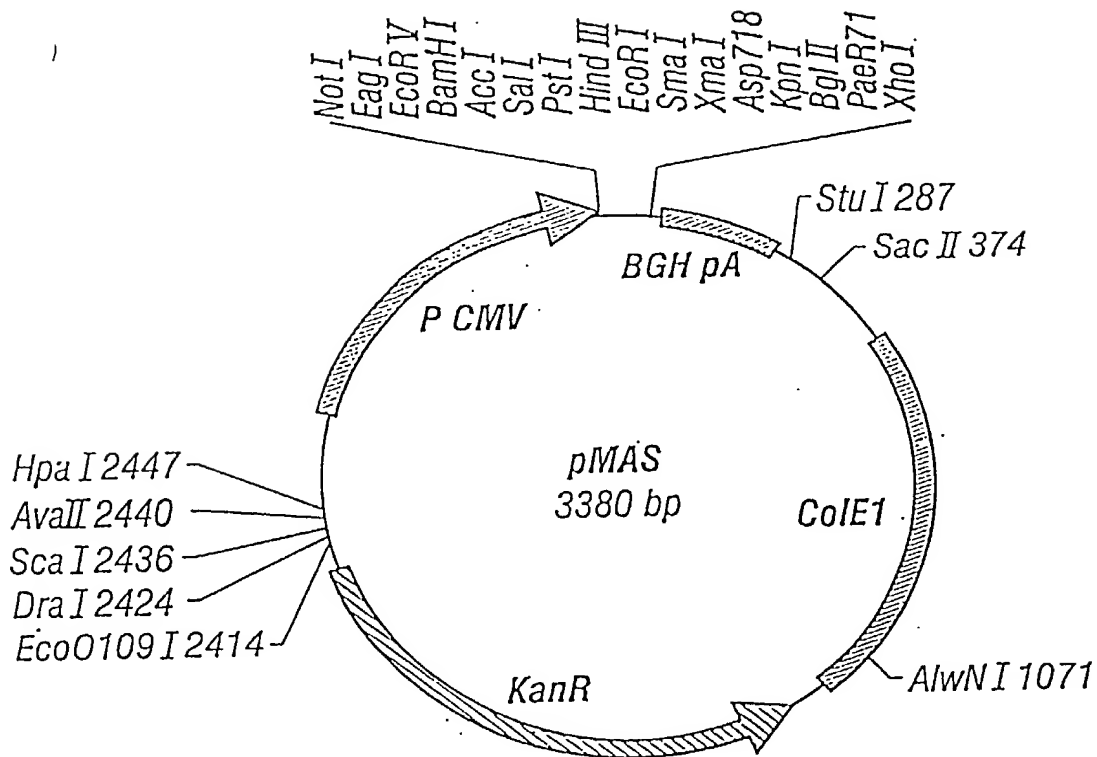 Not I
Eag I
EcoR V
BamH I
Acc I
Sal I
Pst I
Hind III
EcoR I
Sma I
Xma I
Asp718
Kpn I
Bgl II
PaeR71
Xho I
Stu I 287
Sac II 374
BGH pA
P CMV
Hpa I 2447
AvaII 2440
Sca I 2436
Dra I 2424
EcoO109 I 2414
pMAS
3380 bp
ColE1
KanR
AlwN I 1071